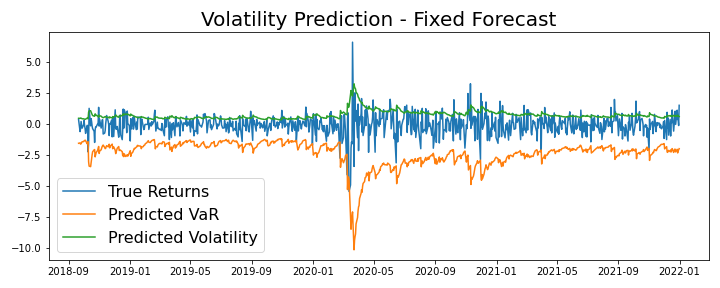 Volatility Prediction - Fixed Forecast
5.0
2.5
0.0
−2.5
−5.0
−7.5
−10.0
True Returns
Predicted VaR
Predicted Volatility
2018-09 2019-01 2019-05 2019-09 2020-01 2020-05 2020-09 2021-01 2021-05 2021-09 2022-01